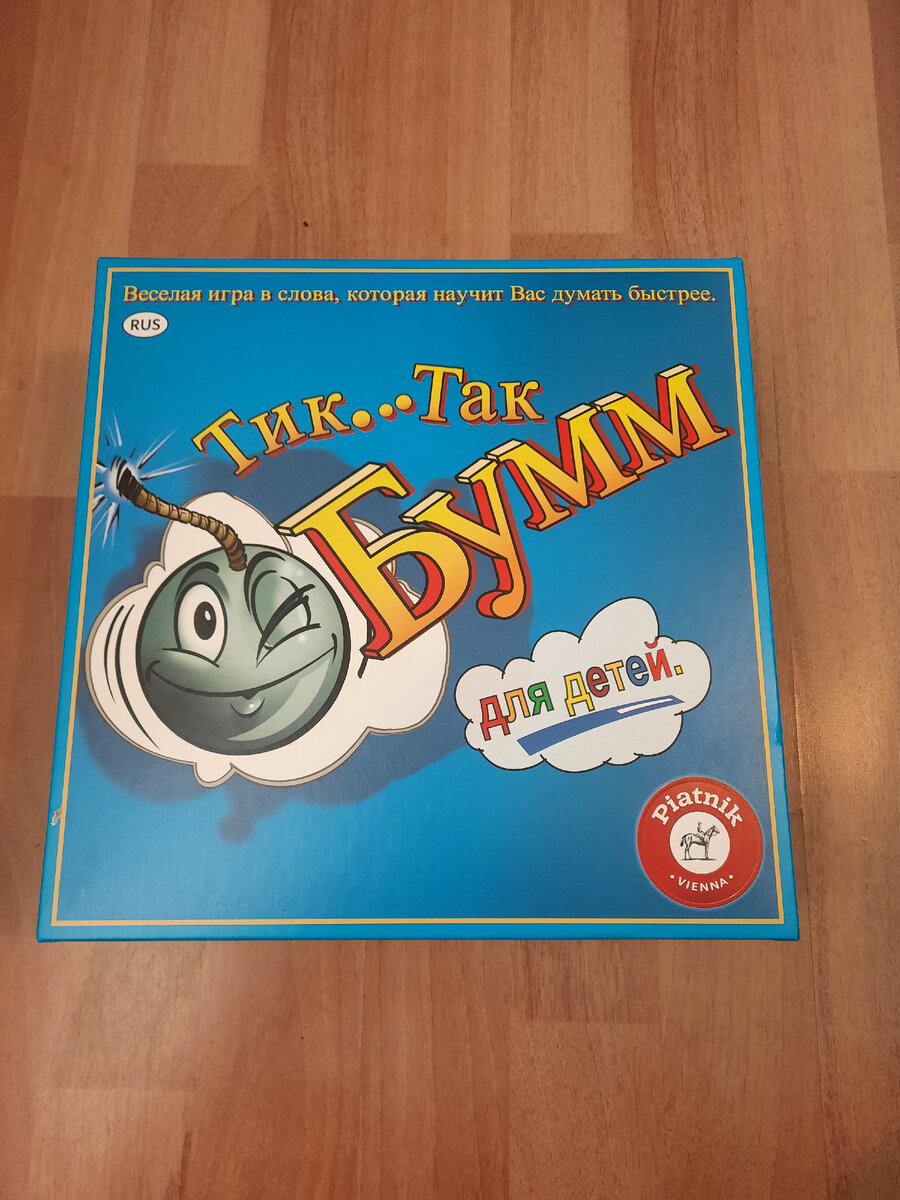 Веселая игра в слова, которая научит Вас думать быстрее.
RUS
Тик...Так
Бумм
для детей.
Piatnik
• VIENNA •